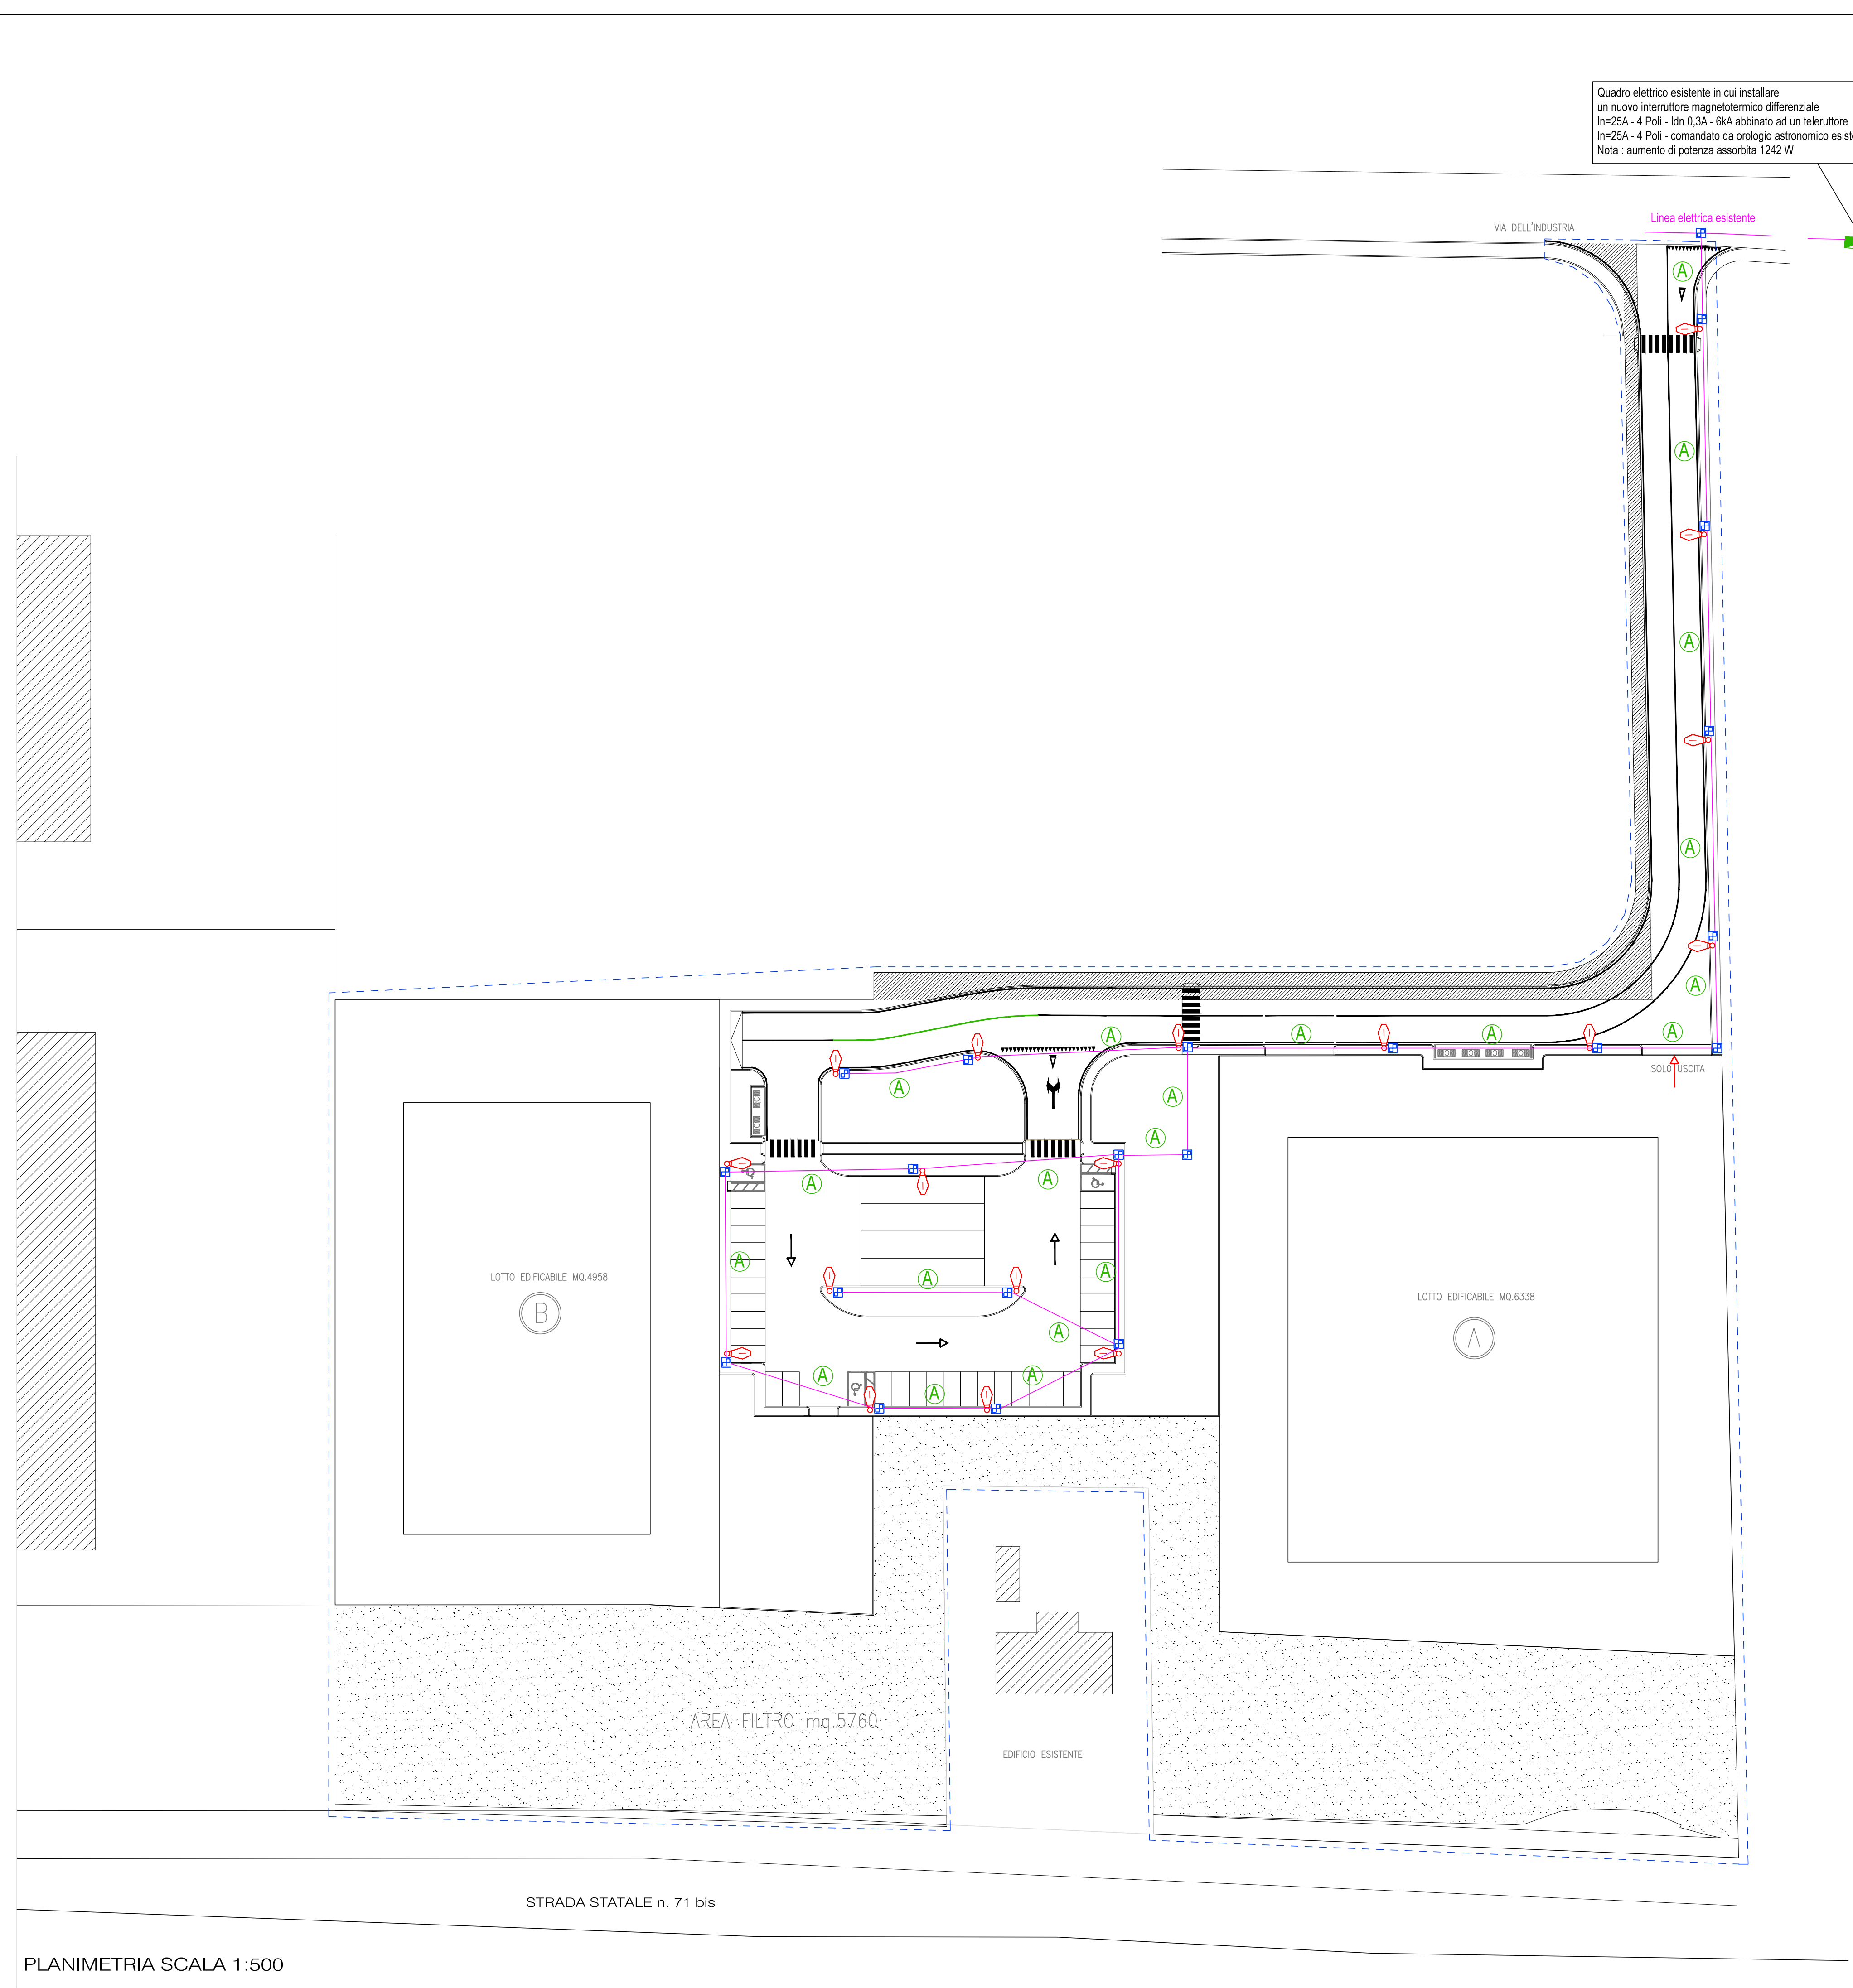 Quadro elettrico esistente in cui installare
un nuovo interruttore magnetotermico differenziale
In=25A - 4 Poli - Idn 0,3A - 6kA abbinato ad un teleruttore
In=25A - 4 Poli - comandato da orologio astronomico
Nota : aumento di potenza assorbita 1242 W
Linea elettrica esistente
VIA DELL'INDUSTRIA
A
A
A
A
A
A
A
A
A
SOLO USCITA
A
A
A
A
A
A
A
A
A
LOTTO EDIFICABILE MQ.4958
B
LOTTO EDIFICABILE MQ.6338
A
A
A
A
A
AREA FILTRO mq.5760
EDIFICIO ESISTENTE
STRADA STATALE n. 71 bis
PLANIMETRIA SCALA 1:500